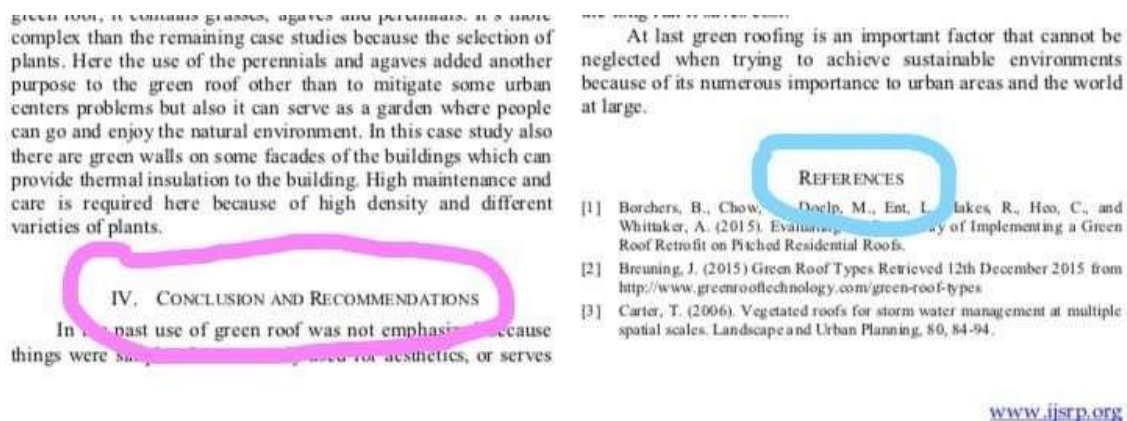 complex than the remaining case studies because the selection of
plants. Here the use of the perennials and agaves added another
purpose to the green roof other than to mitigate some urban
centers problems but also it can serve as a garden where people
can go and enjoy the natural environment. In this case study also
there are green walls on some facades of the buildings which can
provide thermal insulation to the building. High maintenance and
care is required here because of high density and different
varieties of plants.
IV. CONCLUSION AND RECOMMENDATIONS
In past use of green roof was not
things were aesthetics, or serves
At last green roofing is an important factor that cannot be
neglected when trying to achieve sustainable environments
because of its numerous importance to urban areas and the world
at large.
REFERENCES
[1] Borchers, B., Chow, M., Ent, R., Hoo, C., and
Whittaker, A. (2015). of Implementing a Green
Roof Retrofit on Pitched Residential Roofs.
[2] Breuning, J. (2015) Green Roof Types Retrieved 12th December 2015 from
http://www.greenrooftechnology.com/green-roof-types
[3] Carter, T. (2006). Vegetated roofs for storm water management at multiple
spatial scales. Landscape and Urban Planning, 80, 84-94.
www.ijsrp.org